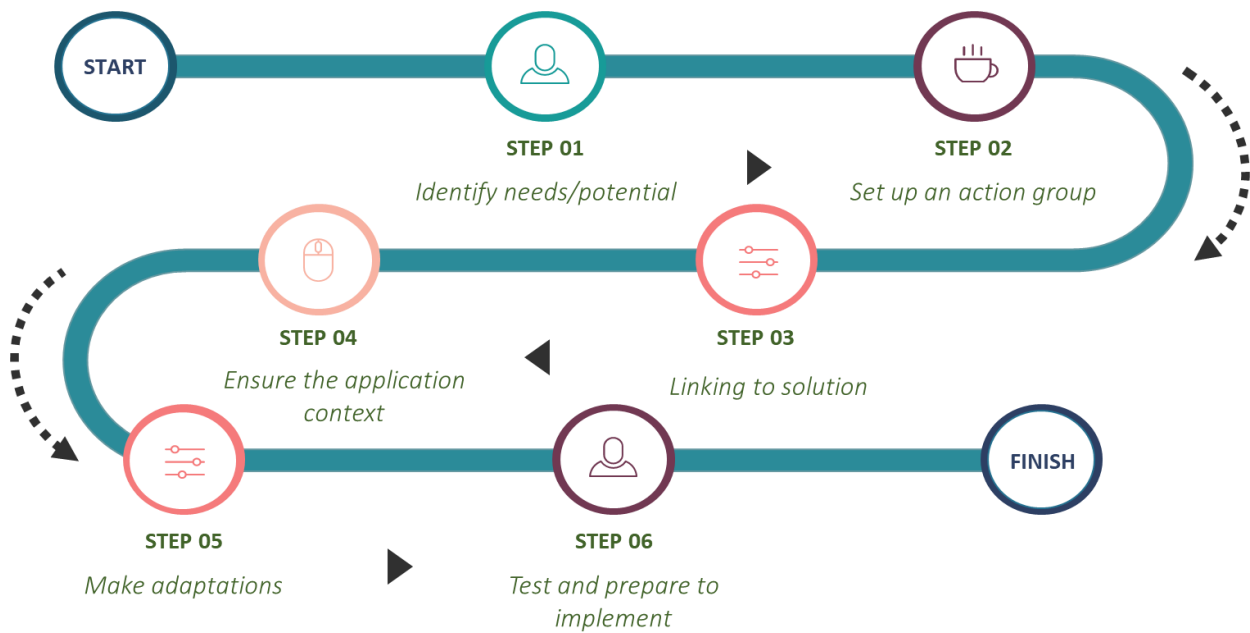 START
STEP 01
Identify needs/potential
STEP 02
Set up an action group
STEP 03
Linking to solution
STEP 04
Ensure the application
context
STEP 05
Make adaptations
STEP 06
Test and prepare to
implement
FINISH